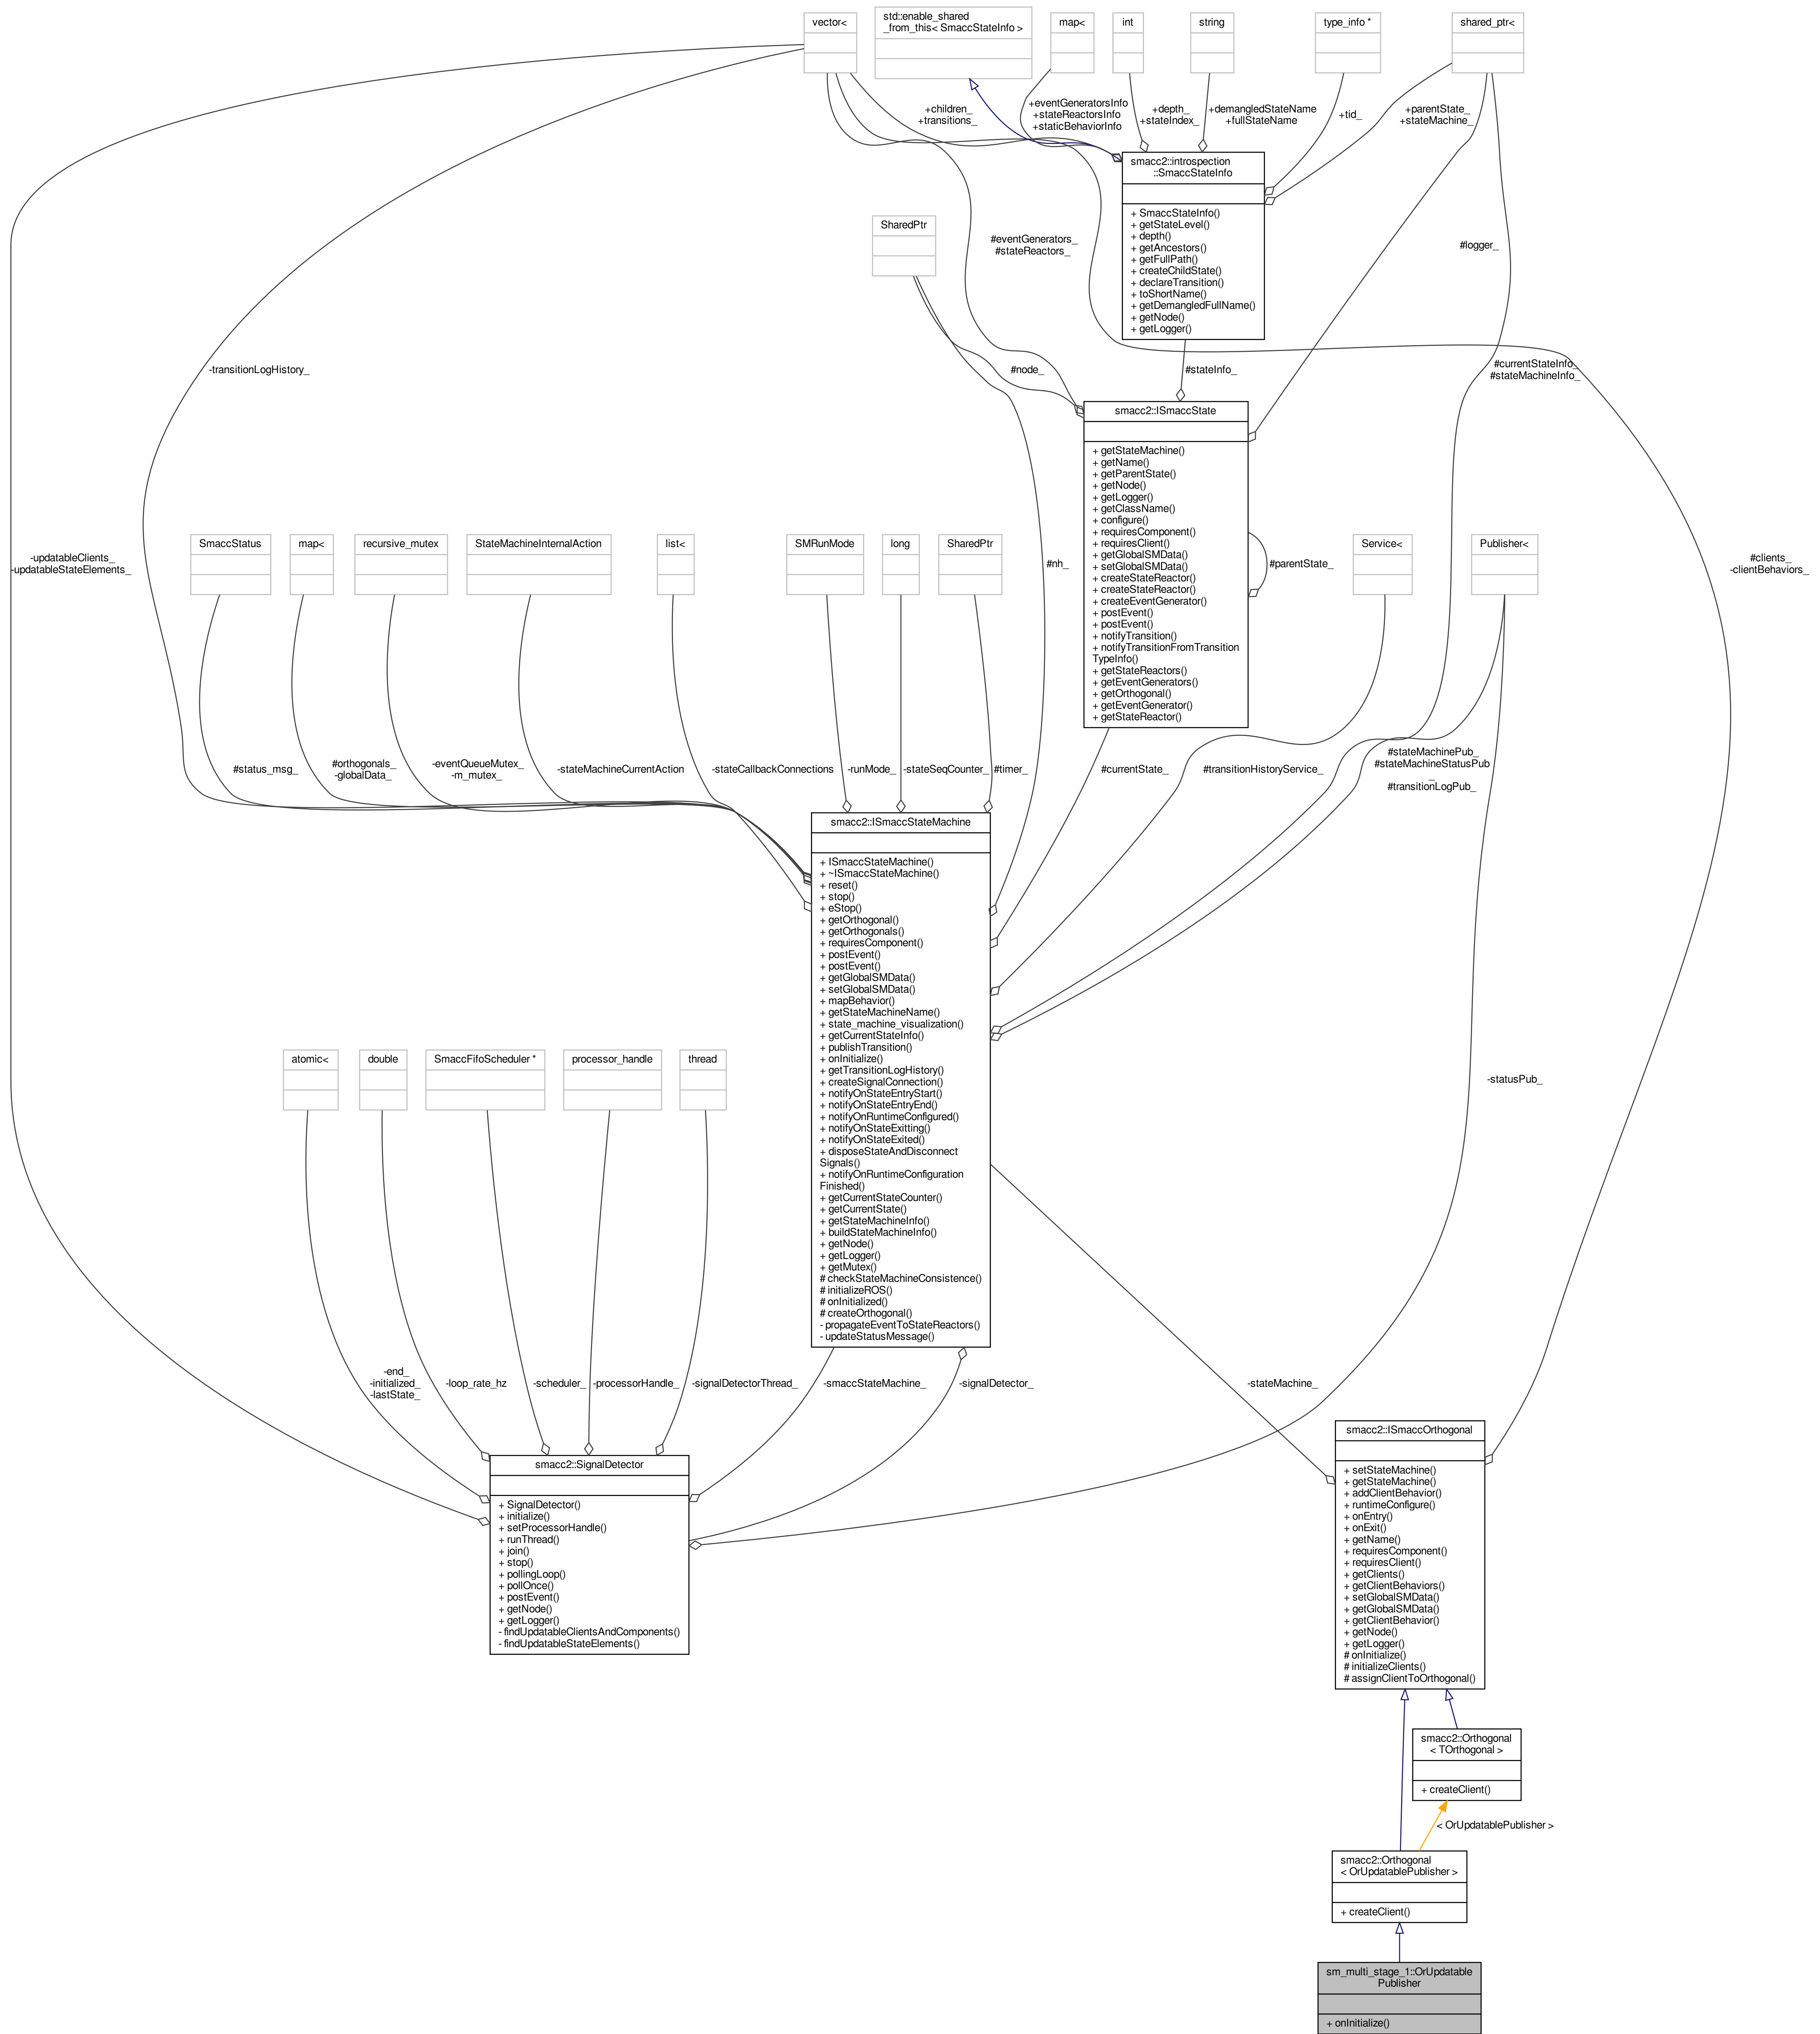 vector<
std::enable_shared
_from_this< SmaccStateInfo >
map<
int
string
type_info *
shared_ptr<
+children_
+transitions_
+eventGeneratorsInfo
+stateReactorsInfo
+staticBehaviorInfo
+depth_
+stateIndex_
+demangledStateName
+fullStateName
+tid_
+parentState_
+stateMachine_
smacc2::introspection
::SmaccStateInfo
+ SmaccStateInfo()
+ getStateLevel()
+ depth()
+ getAncestors()
+ getFullPath()
+ createChildState()
+ declareTransition()
+ toShortName()
+ getDemangledFullName()
+ getNode()
+ getLogger()
SharedPtr
#eventGenerators_
#stateReactors_
#logger_
-transitionLogHistory_
#node_
#stateInfo_
#currentStateInfo_
#stateMachineInfo_
smacc2::ISmaccState
+ getStateMachine()
+ getName()
+ getParentState()
+ getNode()
+ getLogger()
+ getClassName()
+ configure()
+ requiresComponent()
+ requiresClient()
+ getGlobalSMData()
+ setGlobalSMData()
+ createStateReactor()
+ createStateReactor()
+ createEventGenerator()
+ postEvent()
+ postEvent()
+ notifyTransition()
+ notifyTransitionFromTransition
TypeInfo()
+ getStateReactors()
+ getEventGenerators()
+ getOrthogonal()
+ getEventGenerator()
+ getStateReactor()
-updatableClients_
-updatableStateElements_
SmaccStatus
map<
recursive_mutex
StateMachineInternalAction
list<
SMRunMode
long
SharedPtr
#nh_
#parentState_
Service<
Publisher<
#clients_
-clientBehaviors_
#status_msg_
#orthogonals_
-globalData_
-eventQueueMutex_
-m_mutex_
-stateMachineCurrentAction
-stateCallbackConnections
-runMode_
-stateSeqCounter_
#timer_
#currentState_
#transitionHistoryService_
#stateMachinePub_
#stateMachineStatusPub
_
#transitionLogPub_
smacc2::ISmaccStateMachine
+ ISmaccStateMachine()
+ ~ISmaccStateMachine()
+ reset()
+ stop()
+ eStop()
+ getOrthogonal()
+ getOrthogonals()
+ requiresComponent()
+ postEvent()
+ postEvent()
+ getGlobalSMData()
+ setGlobalSMData()
+ mapBehavior()
+ getStateMachineName()
+ state_machine_visualization()
+ getCurrentStateInfo()
+ publishTransition()
+ onInitialize()
+ getTransitionLogHistory()
+ createSignalConnection()
+ notifyOnStateEntryStart()
+ notifyOnStateEntryEnd()
+ notifyOnRuntimeConfigured()
+ notifyOnStateExitting()
+ notifyOnStateExited()
+ disposeStateAndDisconnect
Signals()
+ notifyOnRuntimeConfiguration
Finished()
+ getCurrentStateCounter()
+ getCurrentState()
+ getStateMachineInfo()
+ buildStateMachineInfo()
+ getNode()
+ getLogger()
+ getMutex()
# checkStateMachineConsistence()
# initializeROS()
# onInitialized()
# createOrthogonal()
- propagateEventToStateReactors()
- updateStatusMessage()
atomic<
double
SmaccFifoScheduler *
processor_handle
thread
-statusPub_
-end_
-initialized_
-lastState_
-loop_rate_hz
-scheduler_
-processorHandle_
-signalDetectorThread_
-smaccStateMachine_
-signalDetector_
-stateMachine_
smacc2::SignalDetector
+ SignalDetector()
+ initialize()
+ setProcessorHandle()
+ runThread()
+ join()
+ stop()
+ pollingLoop()
+ pollOnce()
+ postEvent()
+ getNode()
+ getLogger()
- findUpdatableClientsAndComponents()
- findUpdatableStateElements()
smacc2::ISmaccOrthogonal
+ setStateMachine()
+ getStateMachine()
+ addClientBehavior()
+ runtimeConfigure()
+ onEntry()
+ onExit()
+ getName()
+ requiresComponent()
+ requiresClient()
+ getClients()
+ getClientBehaviors()
+ setGlobalSMData()
+ getGlobalSMData()
+ getClientBehavior()
+ getNode()
+ getLogger()
# onInitialize()
# initializeClients()
# assignClientToOrthogonal()
smacc2::Orthogonal
< TOrthogonal >
+ createClient()
< OrUpdatablePublisher >
smacc2::Orthogonal
< OrUpdatablePublisher >
+ createClient()
sm_multi_stage_1::OrUpdatable
Publisher
+ onInitialize()